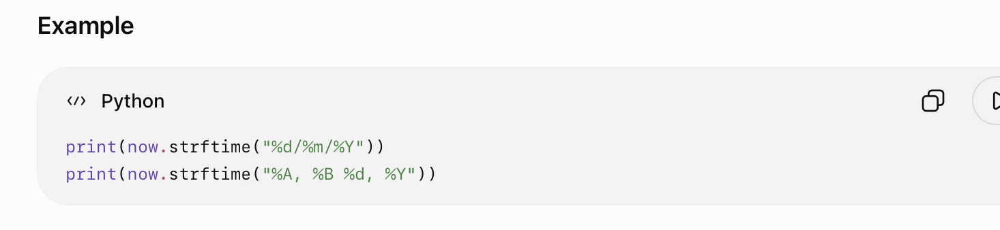 Example
Python
print(now.strftime("%d/%m/%Y"))
print(now.strftime("%A, %B %d, %Y"))